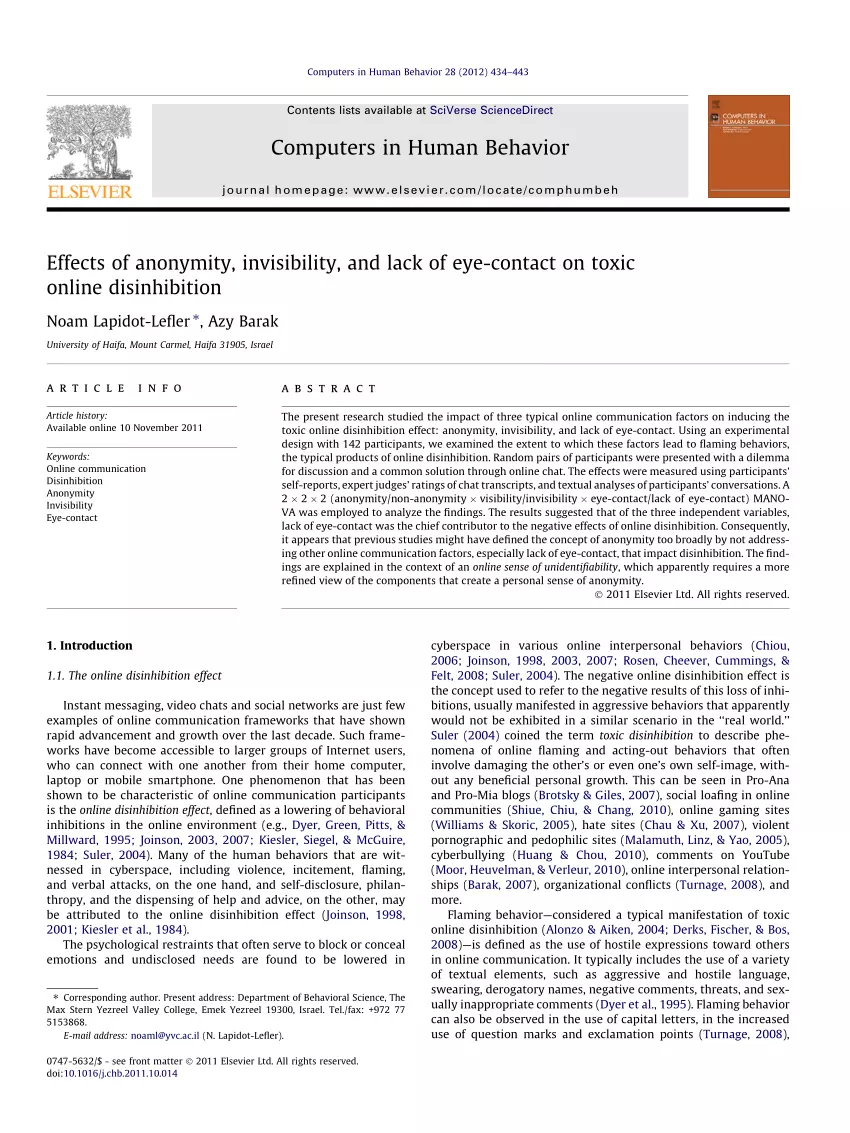 Computers in Human Behavior 28 (2012) 434–443
Contents lists available at SciVerse ScienceDirect
Computers in Human Behavior
journal homepage: www.elsevier.com/locate/comphumbeh
ELSEVIER
COMPUTERS IN
HUMAN BEHAVIOR
Effects of anonymity, invisibility, and lack of eye-contact on toxic
online disinhibition
Noam Lapidot-Lefler *, Azy Barak
University of Haifa, Mount Carmel, Haifa 31905, Israel
ARTICLE INFO
Article history:
Available online 10 November 2011
Keywords:
Online communication
Disinhibition
Anonymity
Invisibility
Eye-contact
ABSTRACT
The present research studied the impact of three typical online communication factors on inducing the
toxic online disinhibition effect: anonymity, invisibility, and lack of eye-contact. Using an experimental
design with 142 participants, we examined the extent to which these factors lead to flaming behaviors,
the typical products of online disinhibition. Random pairs of participants were presented with a dilemma
for discussion and a common solution through online chat. The effects were measured using participants'
self-reports, expert judges' ratings of chat transcripts, and textual analyses of participants' conversations. A
2 × 2 × 2 (anonymity/non-anonymity × visibility/invisibility × eye-contact/lack of eye-contact) MANO-
VA was employed to analyze the findings. The results suggested that of the three independent variables,
lack of eye-contact was the chief contributor to the negative effects of online disinhibition. Consequently,
it appears that previous studies might have defined the concept of anonymity too broadly by not address-
ing other online communication factors, especially lack of eye-contact, that impact disinhibition. The find-
ings are explained in the context of an online sense of unidentifiability, which apparently requires a more
refined view of the components that create a personal sense of anonymity.
© 2011 Elsevier Ltd. All rights reserved.
1. Introduction
1.1. The online disinhibition effect
Instant messaging, video chats and social networks are just few
examples of online communication frameworks that have shown
rapid advancement and growth over the last decade. Such frame-
works have become accessible to larger groups of Internet users,
who can connect with one another from their home computer,
laptop or mobile smartphone. One phenomenon that has been
shown to be characteristic of online communication participants
is the online disinhibition effect, defined as a lowering of behavioral
inhibitions in the online environment (e.g., Dyer, Green, Pitts, &
Millward, 1995; Joinson, 2003, 2007; Kiesler, Siegel, & McGuire,
1984; Suler, 2004). Many of the human behaviors that are wit-
nessed in cyberspace, including violence, incitement, flaming,
and verbal attacks, on the one hand, and self-disclosure, philan-
thropy, and the dispensing of help and advice, on the other, may
be attributed to the online disinhibition effect (Joinson, 1998,
2001; Kiesler et al., 1984).
The psychological restraints that often serve to block or conceal
emotions and undisclosed needs are found to be lowered in
cyberspace in various online interpersonal behaviors (Chiou,
2006; Joinson, 1998, 2003, 2007; Rosen, Cheever, Cummings, &
Felt, 2008; Suler, 2004). The negative online disinhibition effect is
the concept used to refer to the negative results of this loss of inhi-
bitions, usually manifested in aggressive behaviors that apparently
would not be exhibited in a similar scenario in the ''real world.''
Suler (2004) coined the term toxic disinhibition to describe phe-
nomena of online flaming and acting-out behaviors that often
involve damaging the other's or even one's own self-image, with-
out any beneficial personal growth. This can be seen in Pro-Ana
and Pro-Mia blogs (Brotsky & Giles, 2007), social loafing in online
communities (Shiue, Chiu, & Chang, 2010), online gaming sites
(Williams & Skoric, 2005), hate sites (Chau & Xu, 2007), violent
pornographic and pedophilic sites (Malamuth, Linz, & Yao, 2005),
cyberbullying (Huang & Chou, 2010), comments on YouTube
(Moor, Heuvelman, & Verleur, 2010), online interpersonal relation-
ships (Barak, 2007), organizational conflicts (Turnage, 2008), and
more.
Flaming behavior—considered a typical manifestation of toxic
online disinhibition (Alonzo & Aiken, 2004; Derks, Fischer, & Bos,
2008)—is defined as the use of hostile expressions toward others
in online communication. It typically includes the use of a variety
of textual elements, such as aggressive and hostile language,
swearing, derogatory names, negative comments, threats, and sex-
ually inappropriate comments (Dyer et al., 1995). Flaming behavior
can also be observed in the use of capital letters, in the increased
use of question marks and exclamation points (Turnage, 2008),
* Corresponding author. Present address: Department of Behavioral Science, The
Max Stern Yezreel Valley College, Emek Yezreel 19300, Israel. Tel./fax: +972 77
5153868.
E-mail address: noaml@yvc.ac.il (N. Lapidot-Lefler).
0747-5632/$ - see front matter © 2011 Elsevier Ltd. All rights reserved.
doi:10.1016/j.chb.2011.10.014